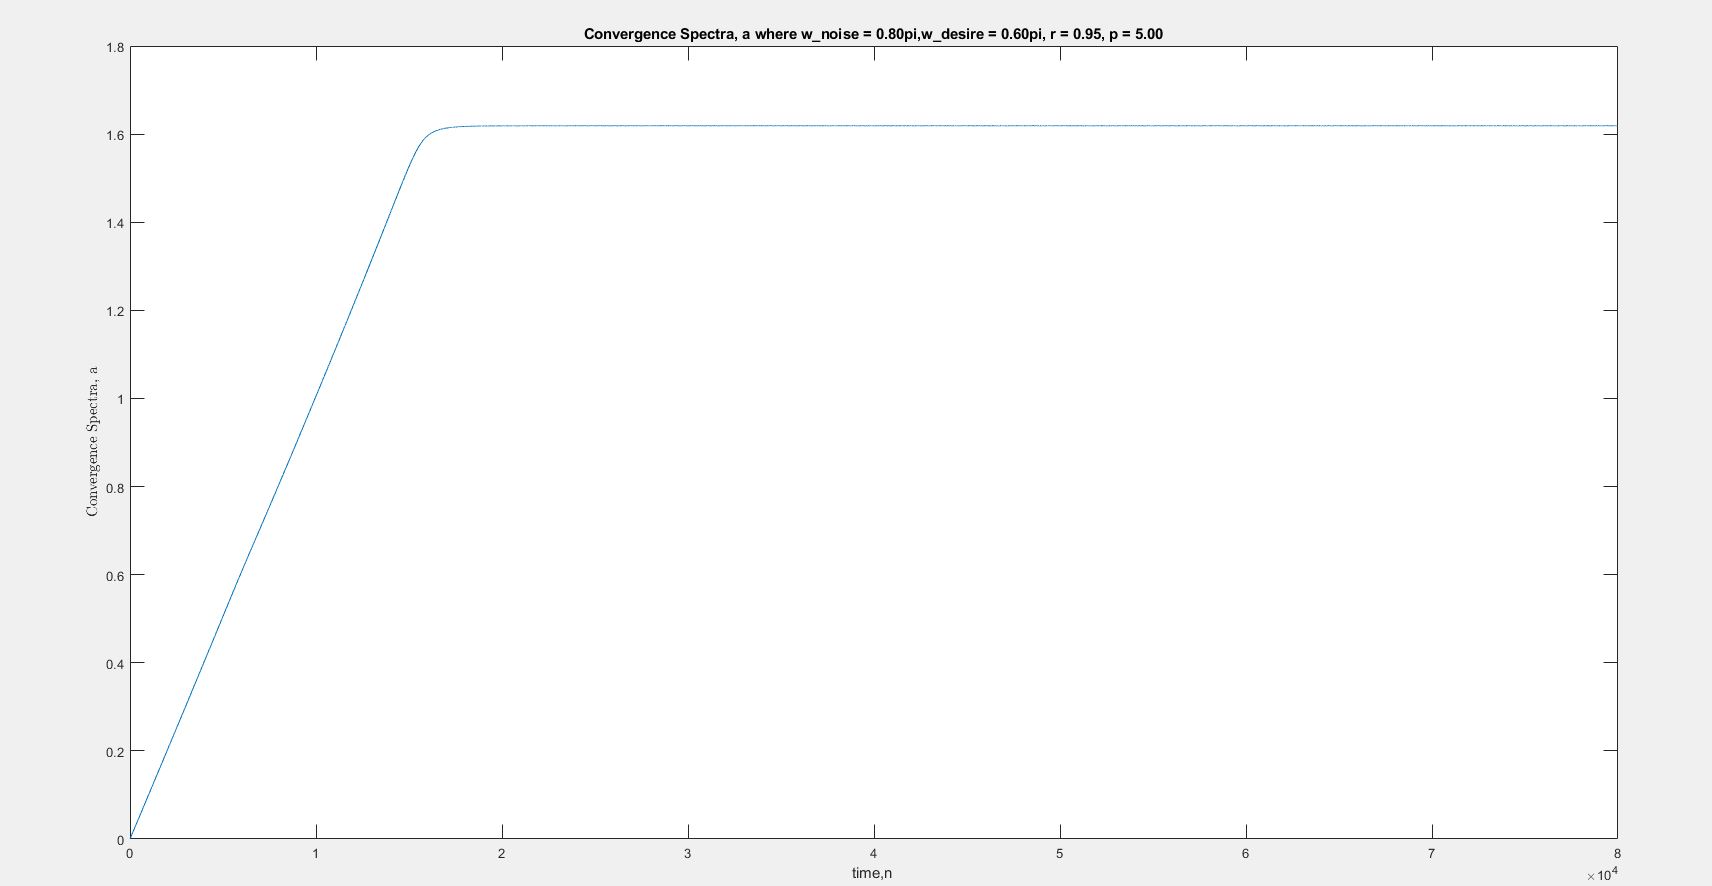 Convergence Spectra, a where w_noise = 0.80pi,w_desire = 0.60pi, r = 0.95, p = 5.00
1.8
1.6
1.4
1.2
1
0.8
0.6
0.4
0.2
0
Convergence Spectra, a
0 1 2 3 4 5 6 7 8
time,n
×10⁴